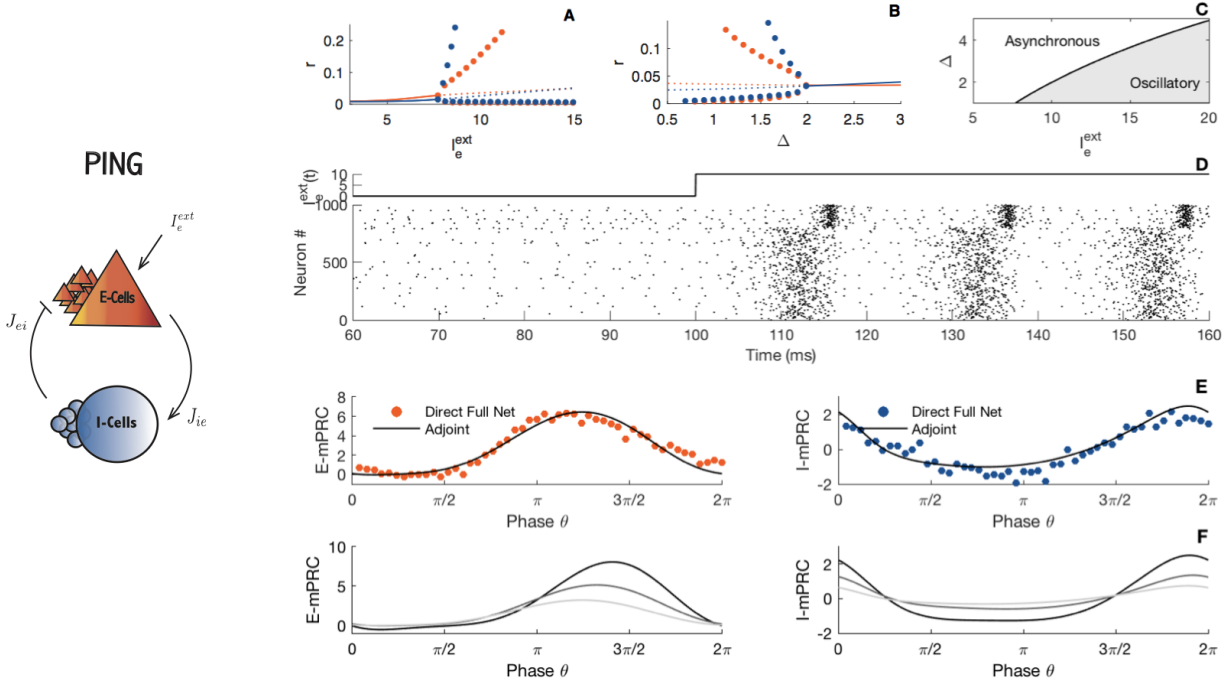 PING
I_e^{ext}
E-Cells
J_{ei}
I-Cells
J_{ie}
A
r
0.2
0.1
0
5
10
15
I_e^{ext}
B
r
0.1
0.05
0
0.5
1
1.5
2
2.5
3
Δ
C
Δ
4
2
Asynchronous
Oscillatory
5
10
15
20
I_e^{ext}
D
I_e^{ext}(t)
10
5
0
Neuron #
1000
500
0
60
70
80
90
100
110
120
130
140
150
160
Time (ms)
E
E-mPRC
8
6
4
2
0
Direct Full Net
Adjoint
0
π/2
π
3π/2
2π
Phase θ
I-mPRC
2
0
-2
Direct Full Net
Adjoint
0
π/2
π
3π/2
2π
Phase θ
F
E-mPRC
10
5
0
0
π/2
π
3π/2
2π
Phase θ
I-mPRC
2
0
-2
0
π/2
π
3π/2
2π
Phase θ